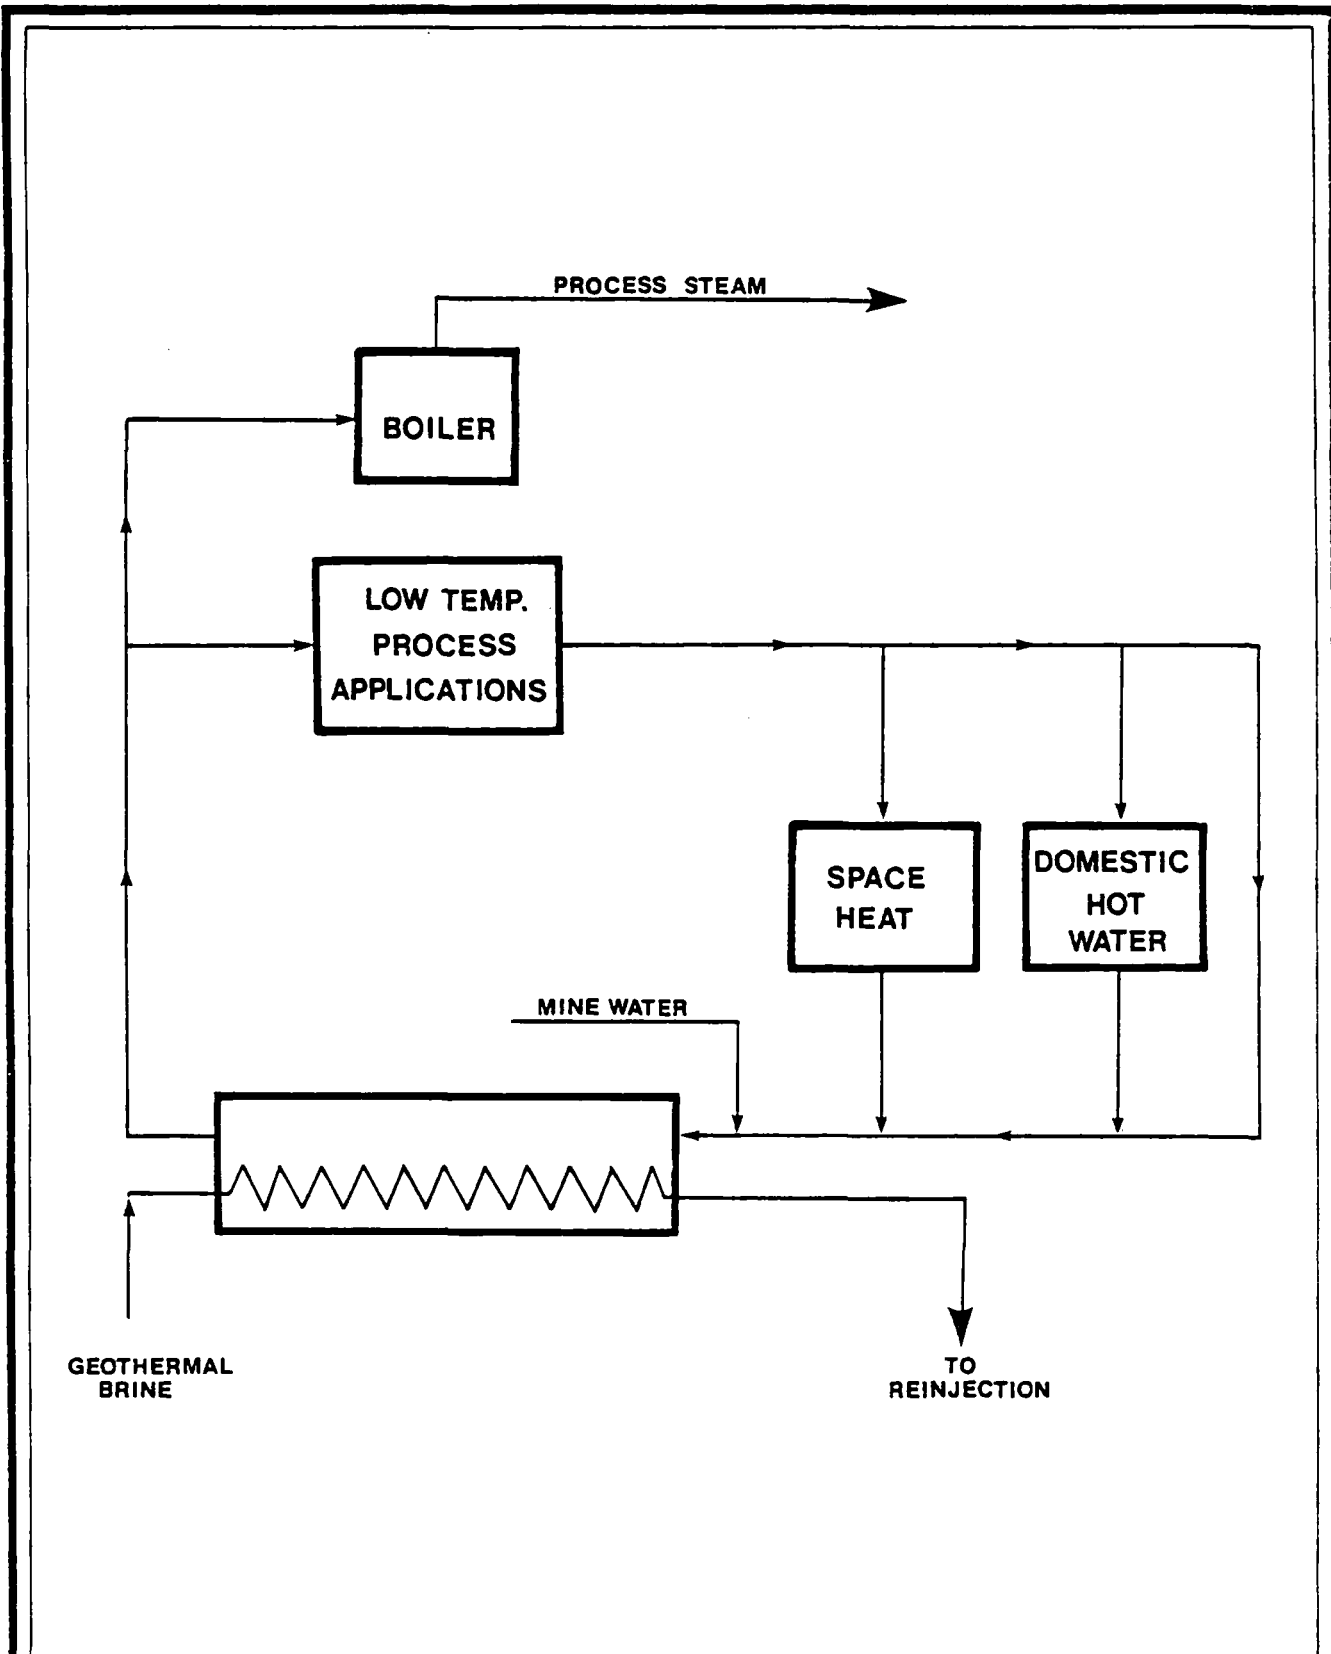 PROCESS STEAM
BOILER
LOW TEMP.
PROCESS
APPLICATIONS
SPACE
HEAT
DOMESTIC
HOT
WATER
MINE WATER
GEOTHERMAL
BRINE
TO
REINJECTION